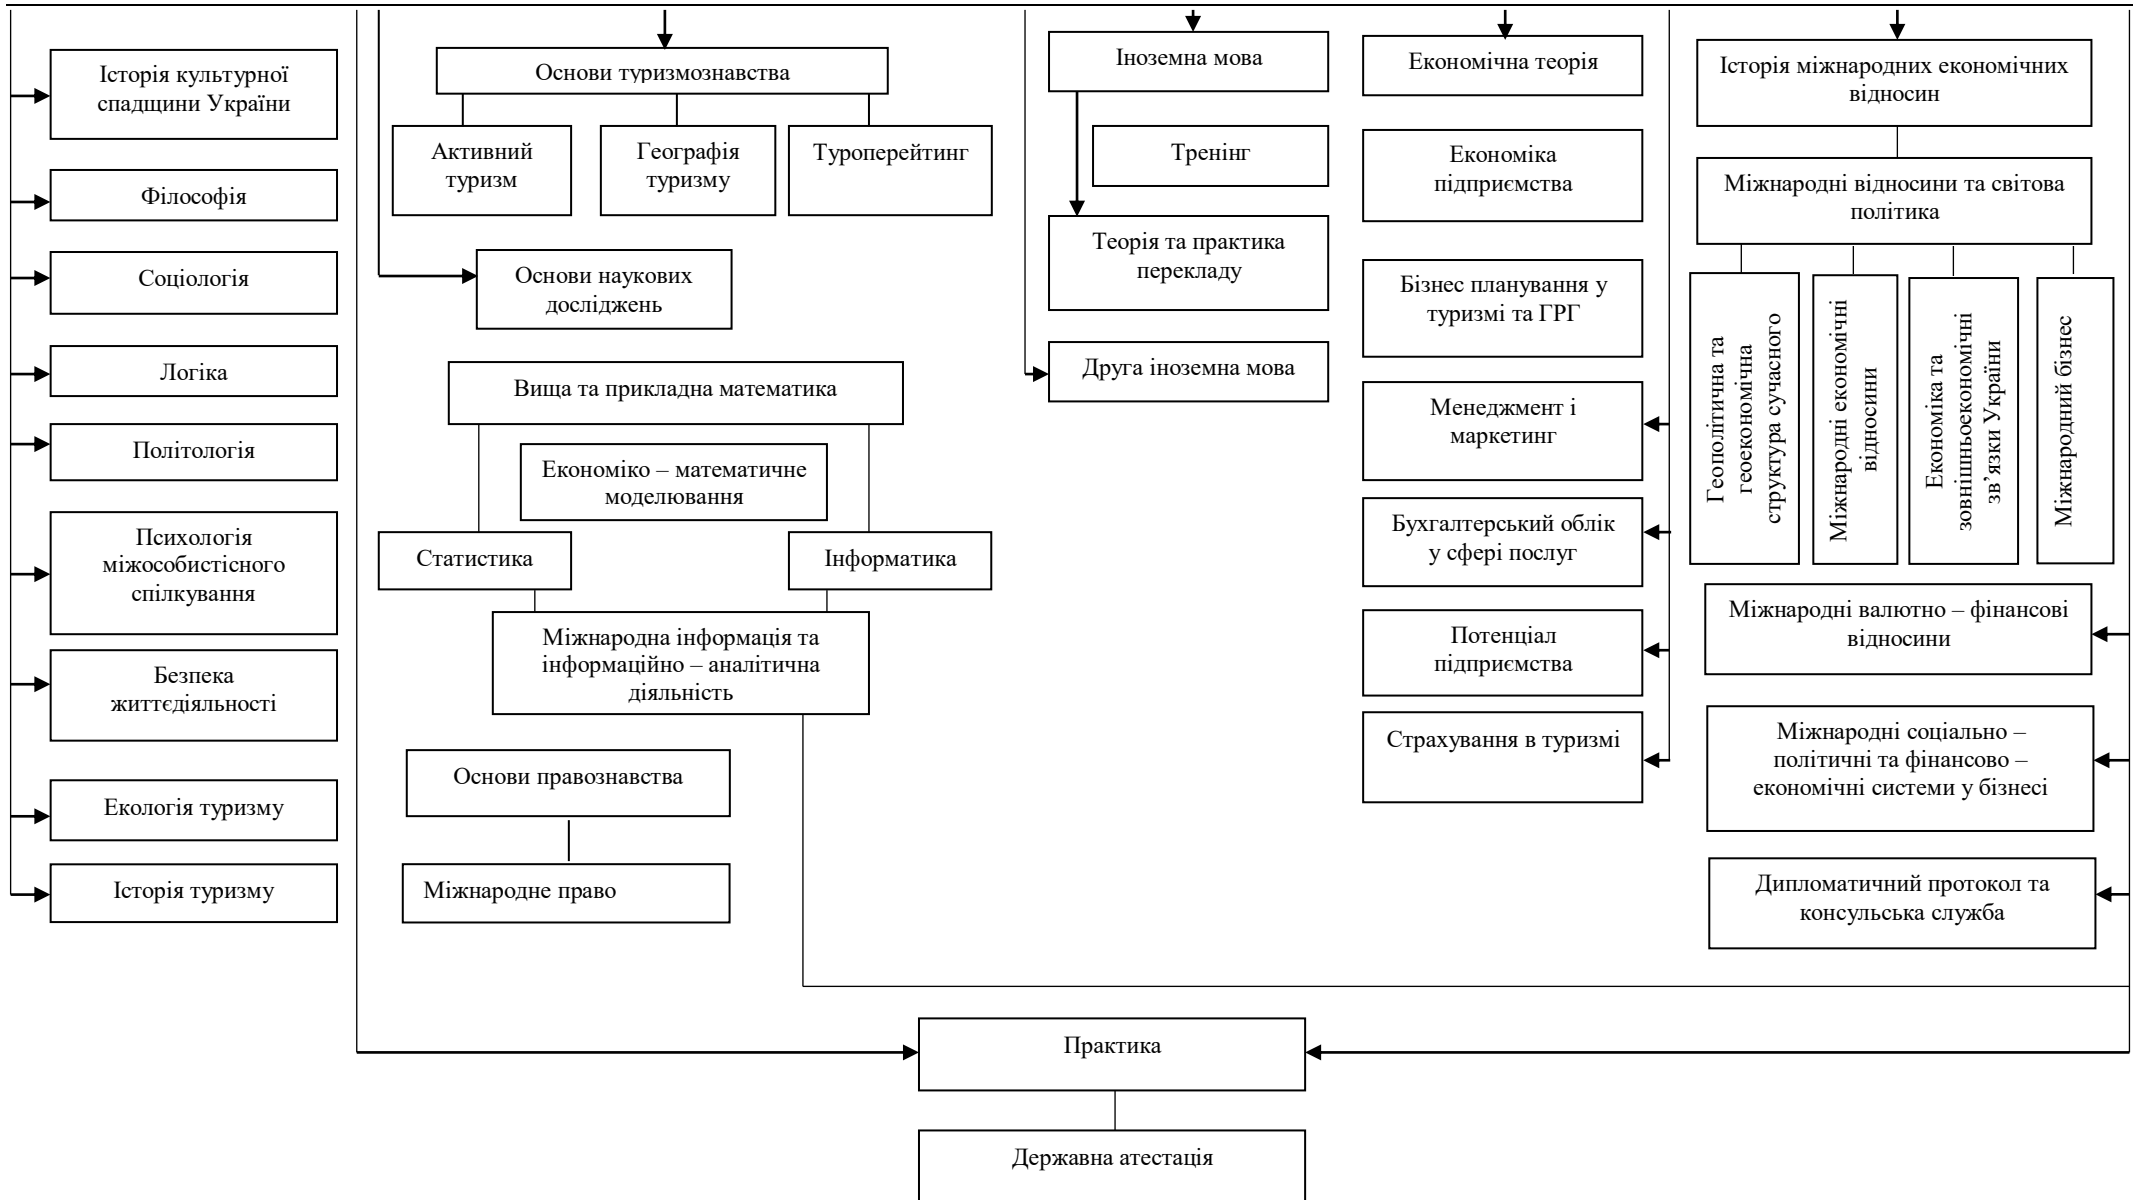 Історія культурної
спадщини України
Філософія
Соціологія
Логіка
Політологія
Психологія
міжособистісного
спілкування
Безпека
життєдіяльності
Екологія туризму
Історія туризму
Основи туризмознавства
Активний
туризм
Географія
туризму
Туроперейтинг
Основи наукових
досліджень
Вища та прикладна математика
Економіко – математичне
моделювання
Статистика
Інформатика
Міжнародна інформація та
інформаційно – аналітична
діяльність
Основи правознавства
Міжнародне право
Іноземна мова
Тренінг
Теорія та практика
перекладу
Друга іноземна мова
Економічна теорія
Економіка
підприємства
Бізнес планування у
туризмі та ГРГ
Менеджмент і
маркетинг
Бухгалтерський облік
у сфері послуг
Потенціал
підприємства
Страхування в туризмі
Історія міжнародних економічних
відносин
Міжнародні відносини та світова
політика
Геополітична та
геоекономічна
структура сучасного
Міжнародні економічні
відносини
Економіка та
зовнішньоекономічні
зв’язки України
Міжнародний бізнес
Міжнародні валютно – фінансові
відносини
Міжнародні соціально –
політичні та фінансово –
економічні системи у бізнесі
Дипломатичний протокол та
консульська служба
Практика
Державна атестація